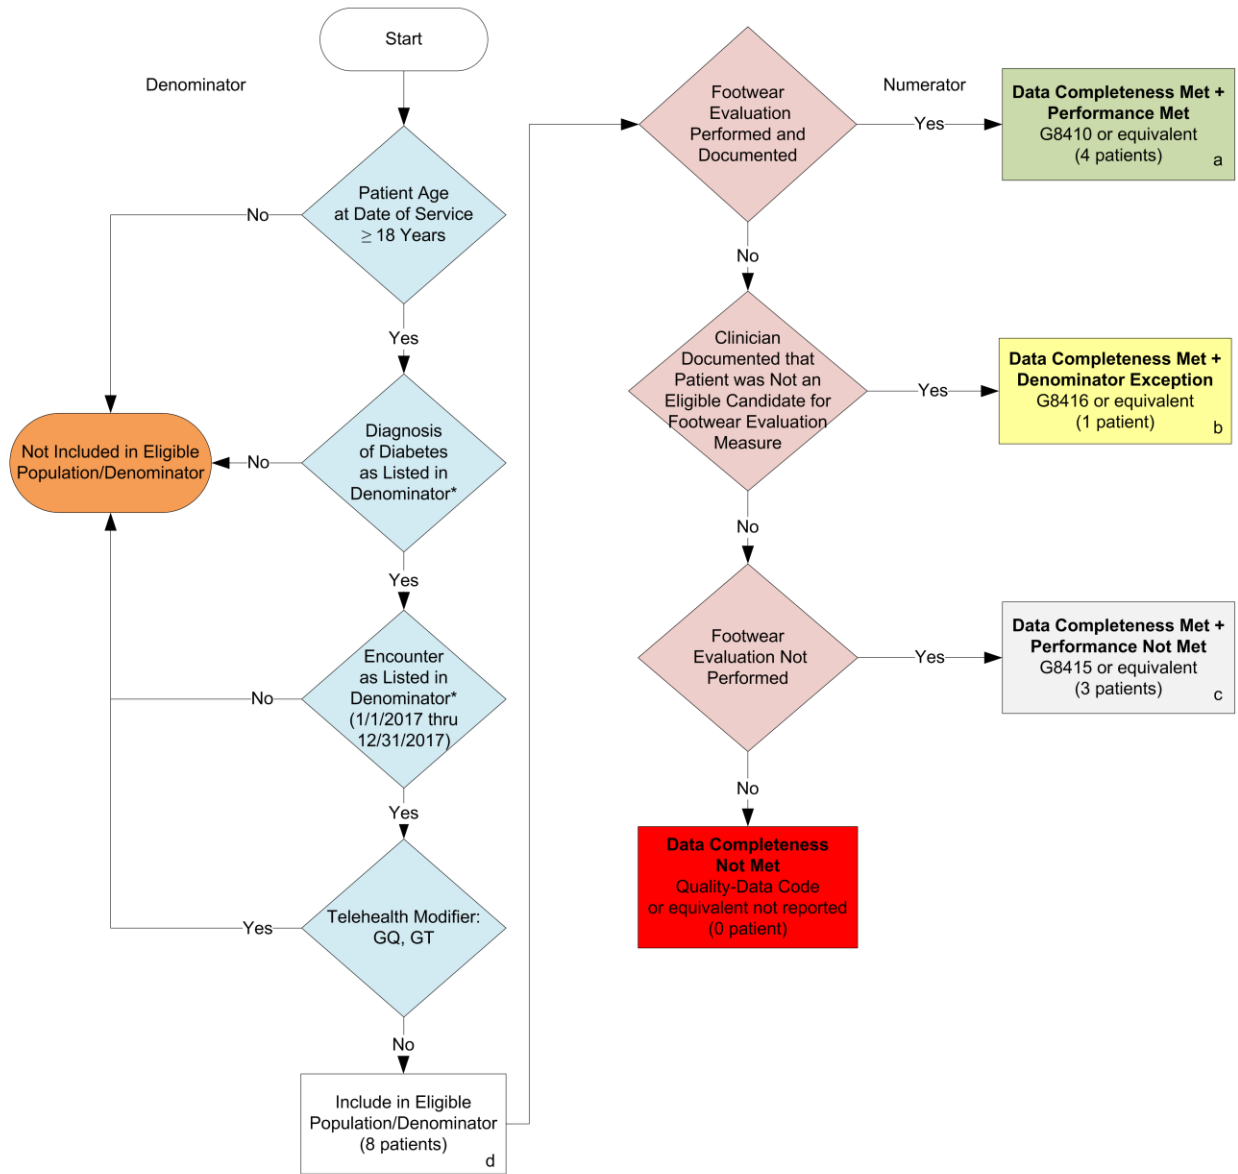 Start
Denominator
Patient Age
at Date of Service
≥ 18 Years
No
Yes
Diagnosis
of Diabetes
as Listed in
Denominator*
No
Not Included in Eligible
Population/Denominator
Yes
Encounter
as Listed in
Denominator*
(1/1/2017 thru
12/31/2017)
No
Yes
Telehealth Modifier:
GQ, GT
Yes
No
Include in Eligible
Population/Denominator
(8 patients)
d
Numerator
Footwear
Evaluation
Performed and
Documented
Yes
Data Completeness Met +
Performance Met
G8410 or equivalent
(4 patients)
a
No
Clinician
Documented that
Patient was Not an
Eligible Candidate for
Footwear Evaluation
Measure
Yes
Data Completeness Met +
Denominator Exception
G8416 or equivalent
(1 patient)
b
No
Footwear
Evaluation Not
Performed
Yes
Data Completeness Met +
Performance Not Met
G8415 or equivalent
(3 patients)
c
No
Data Completeness
Not Met
Quality-Data Code
or equivalent not reported
(0 patient)